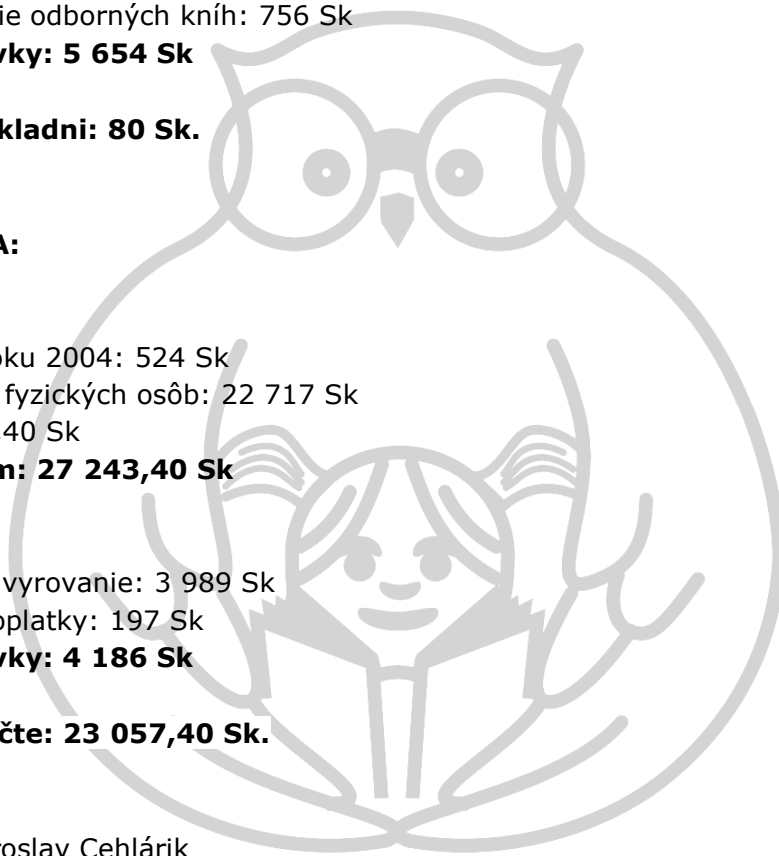 ie odborných kníh: 756 Sk
vky: 5 654 Sk
kladni: 80 Sk.
A:
oku 2004: 524 Sk
fyzických osôb: 22 717 Sk
,40 Sk
m: 27 243,40 Sk
vyrovanie: 3 989 Sk
oplatky: 197 Sk
vky: 4 186 Sk
čte: 23 057,40 Sk.
roslav Cehlárik